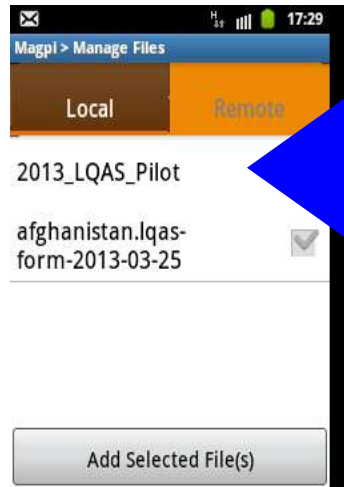 H 17:29
Magpi > Manage Files
Local Remote
2013_LQAS_Pilot
afghanistan.lqas-
form-2013-03-25
Add Selected File(s)